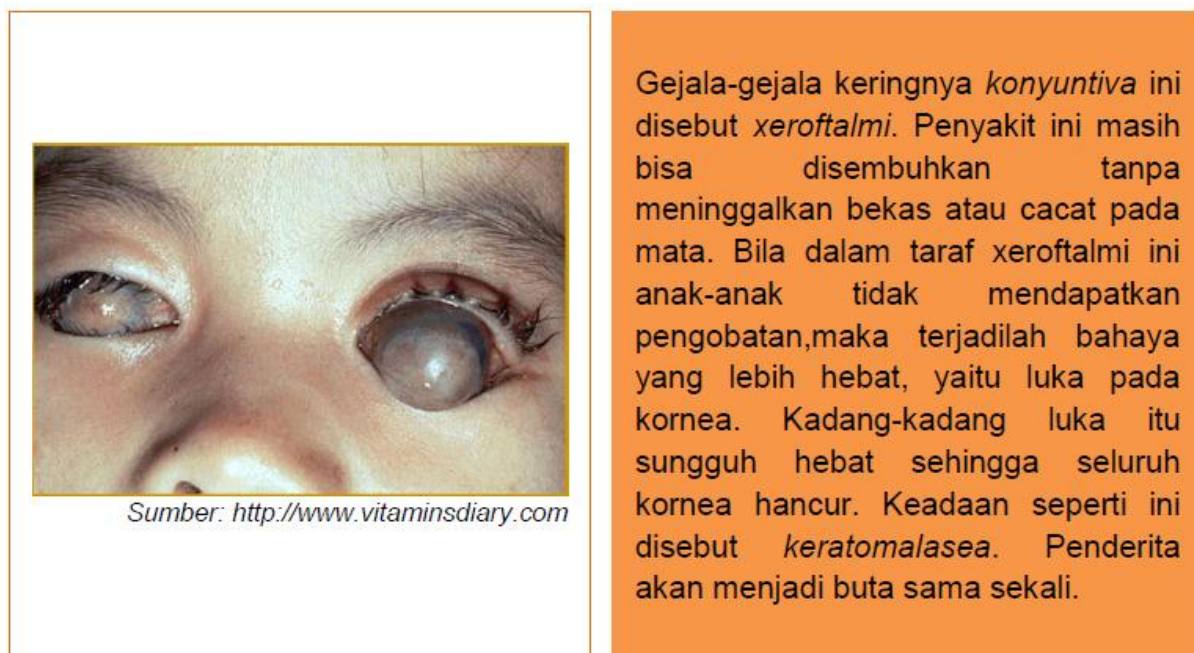 Gejala-gejala keringnya konyuntiva ini
disebut xeroftalmi. Penyakit ini masih
bisa disembuhkan tanpa
meninggalkan bekas atau cacat pada
mata. Bila dalam taraf xeroftalmi ini
anak-anak tidak mendapatkan
pengobatan,maka terjadilah bahaya
yang lebih hebat, yaitu luka pada
kornea. Kadang-kadang luka itu
sungguh hebat sehingga seluruh
kornea hancur. Keadaan seperti ini
disebut keratomalasea. Penderita
akan menjadi buta sama sekali.
Sumber: http://www.vitaminsdiary.com